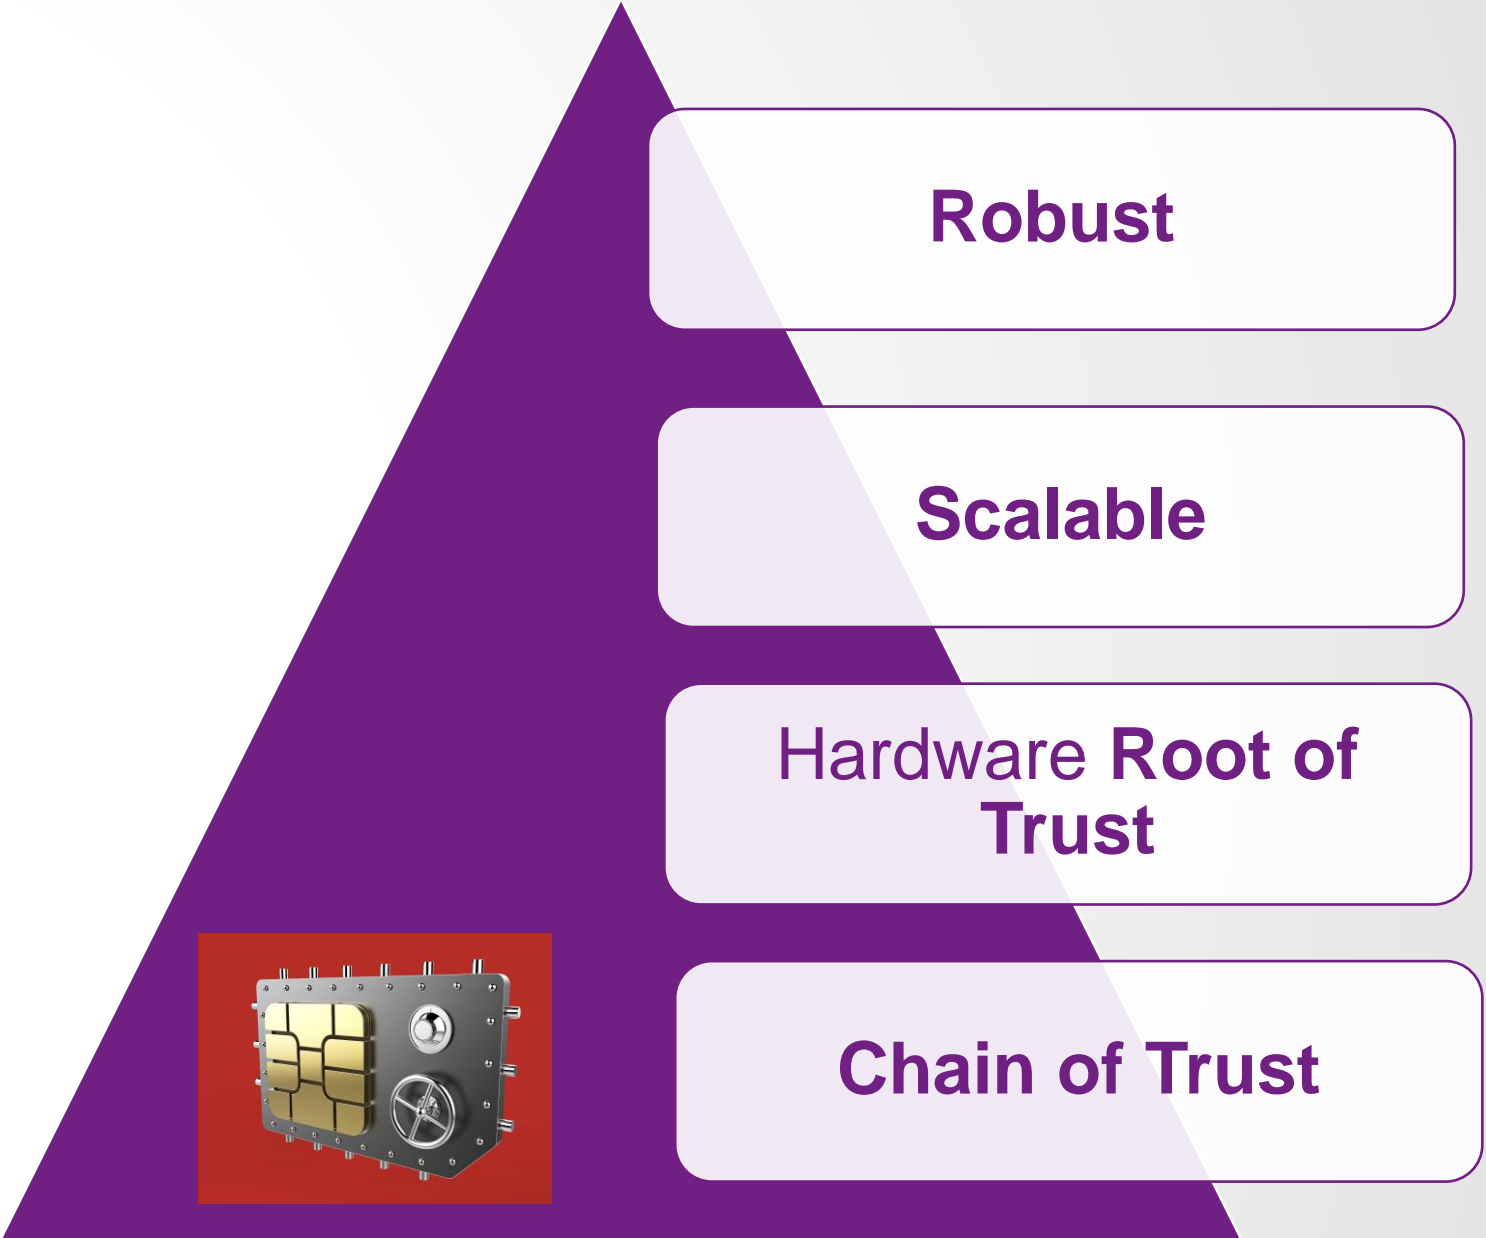 Robust
Scalable
Hardware Root of
Trust
Chain of Trust